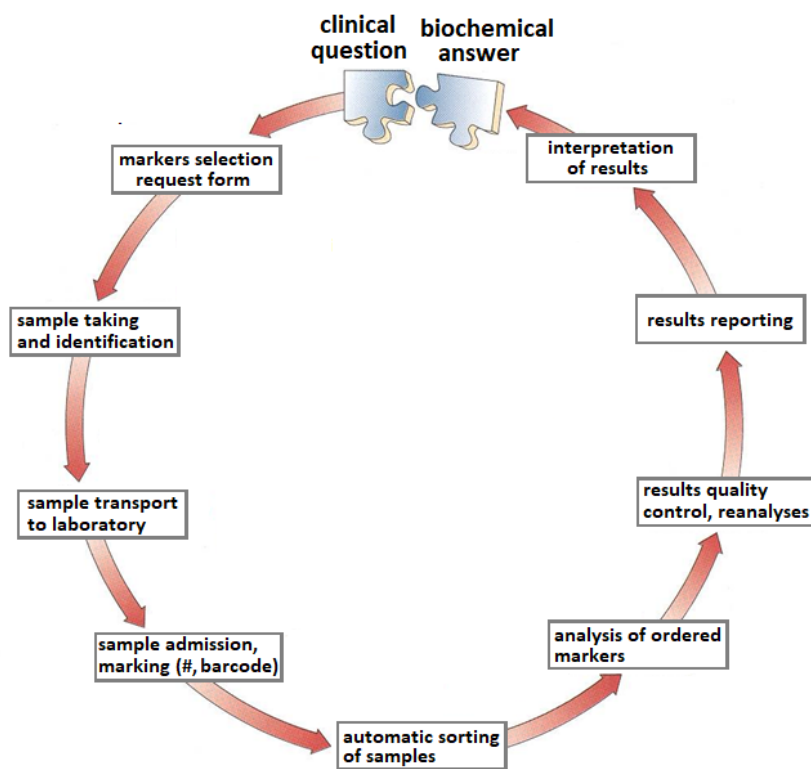 clinical
question
biochemical
answer
markers selection
request form
sample taking
and identification
sample transport
to laboratory
sample admission,
marking (#, barcode)
automatic sorting
of samples
analysis of ordered
markers
results quality
control, reanalyses
results reporting
interpretation
of results